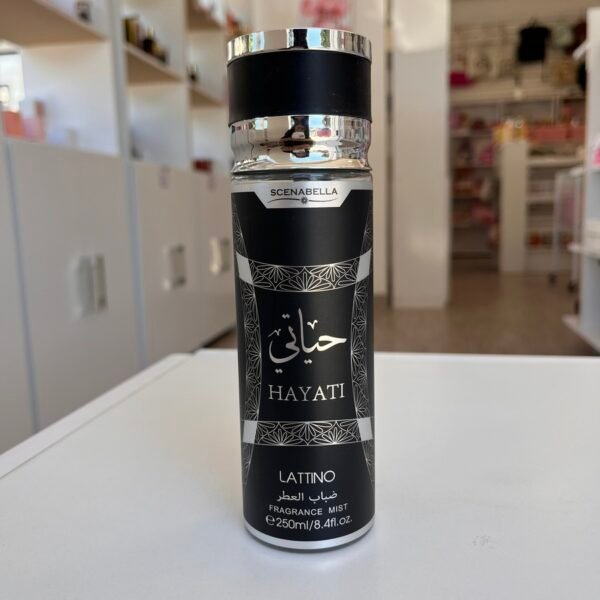 SCENABELLA
حياتي
HAYATI
LATTINO
ضباب العطر
FRAGRANCE MIST
℮250ml/8.4fl.oz.